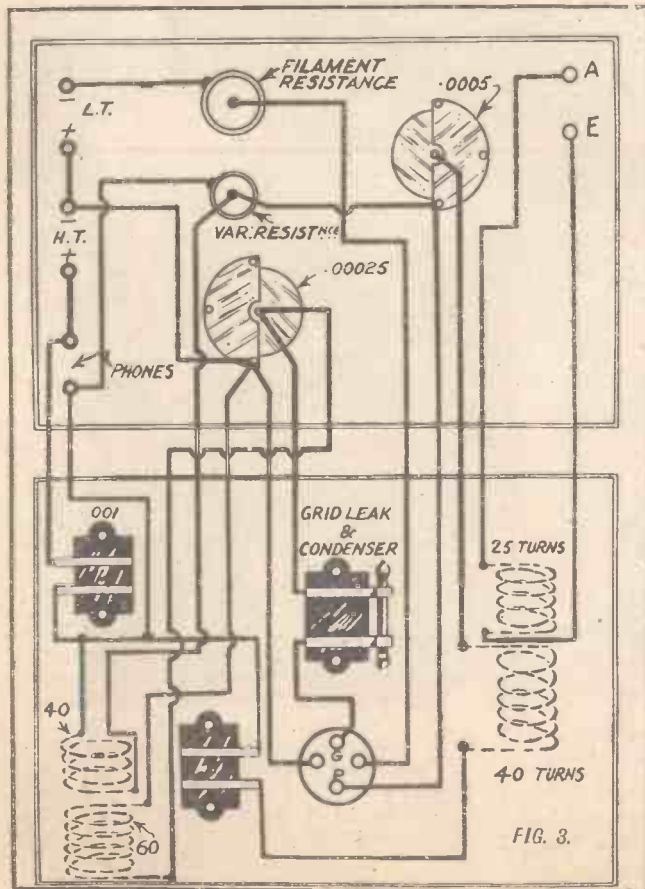 FILAMENT
RESISTANCE
.0005
A
E
−
L.T.
+
−
H.T.
+
VAR. RESISTNCE
.00025
PHONES
001
GRID LEAK
&
CONDENSER
25 TURNS
40
G
P
40 TURNS
60
FIG. 3.